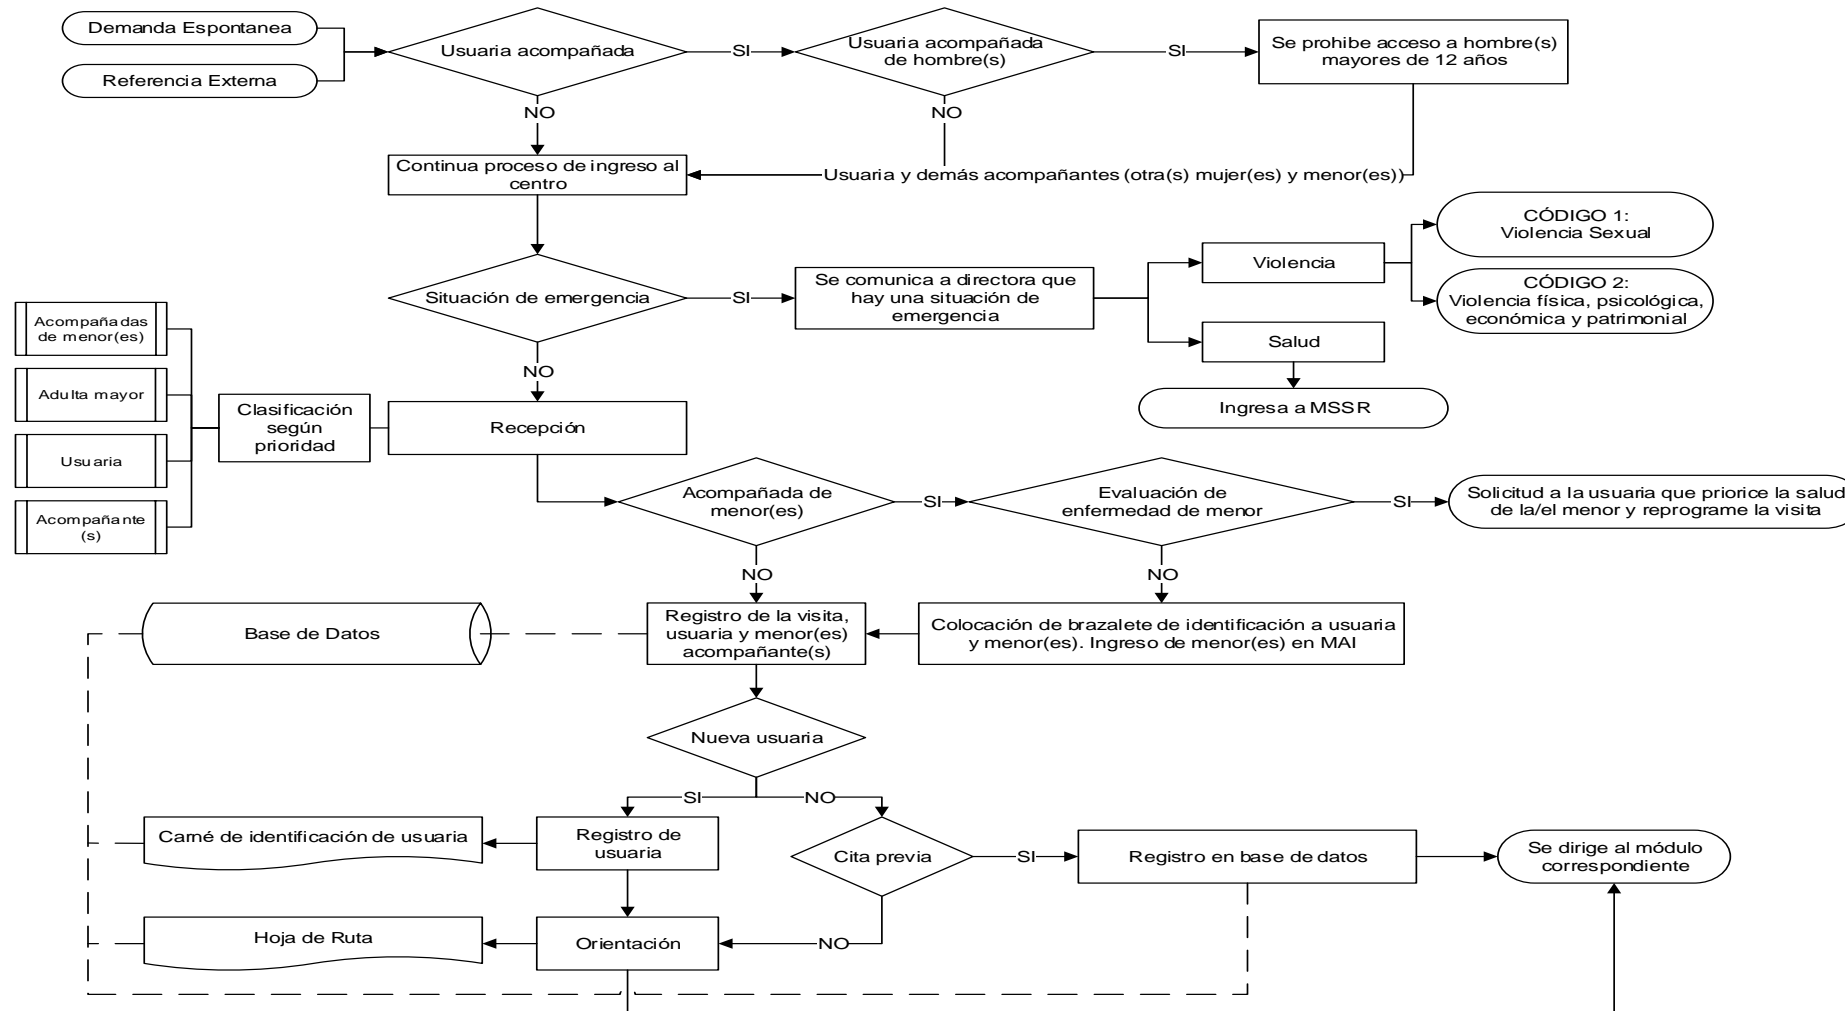 Demanda Espontanea
Referencia Externa
Usuaria acompañada
SI
Usuaria acompañada
de hombre(s)
SI
Se prohibe acceso a hombre(s)
mayores de 12 años
NO
NO
Continua proceso de ingreso al
centro
Usuaria y demás acompañantes (otra(s) mujer(es) y menor(es))
Situación de emergencia
SI
Se comunica a directora que
hay una situación de
emergencia
Violencia
CÓDIGO 1:
Violencia Sexual
CÓDIGO 2:
Violencia física, psicológica,
económica y patrimonial
Salud
Ingresa a MSSR
NO
Acompañadas
de menor(es)
Adulta mayor
Usuaria
Acompañante
(s)
Clasificación
según
prioridad
Recepción
Acompañada de
menor(es)
SI
Evaluación de
enfermedad de menor
SI
Solicitud a la usuaria que priorice la salud
de la/el menor y reprograme la visita
NO
NO
Base de Datos
Registro de la visita,
usuaria y menor(es)
acompañante(s)
Colocación de brazalete de identificación a usuaria
y menor(es). Ingreso de menor(es) en MAI
Nueva usuaria
SI
NO
Carné de identificación de usuaria
Registro de
usuaria
Cita previa
SI
Registro en base de datos
Se dirige al módulo
correspondiente
Hoja de Ruta
Orientación
NO